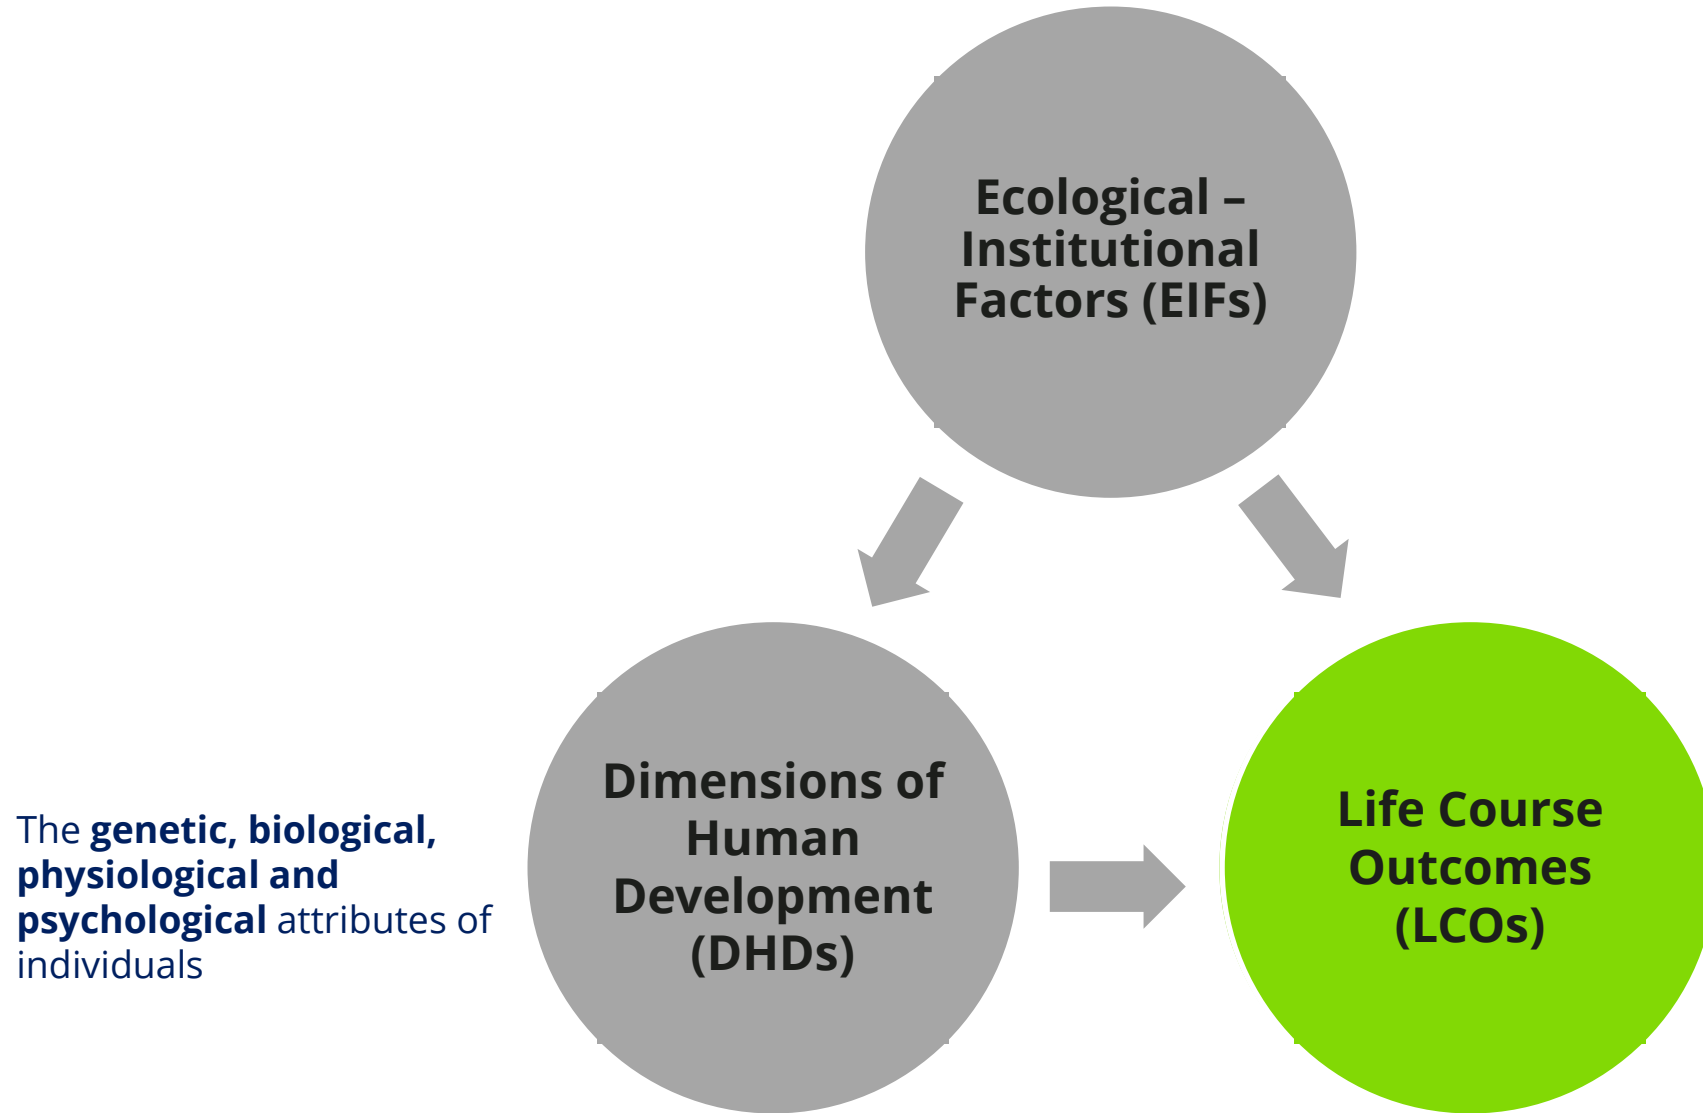 Ecological –
Institutional
Factors (EIFs)
The genetic, biological,
physiological and
psychological attributes of
individuals
Dimensions of
Human
Development
(DHDs)
Life Course
Outcomes
(LCOs)